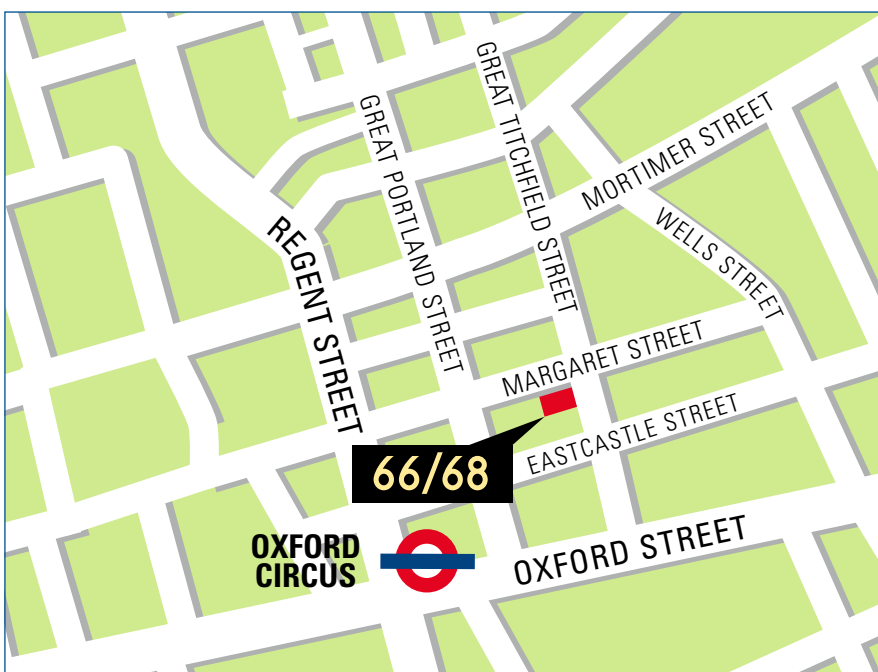 GREAT PORTLAND STREET
GREAT TITCHFIELD STREET
MORTIMER STREET
WELLS STREET
REGENT STREET
MARGARET STREET
EASTCASTLE STREET
66/68
OXFORD
CIRCUS
OXFORD STREET